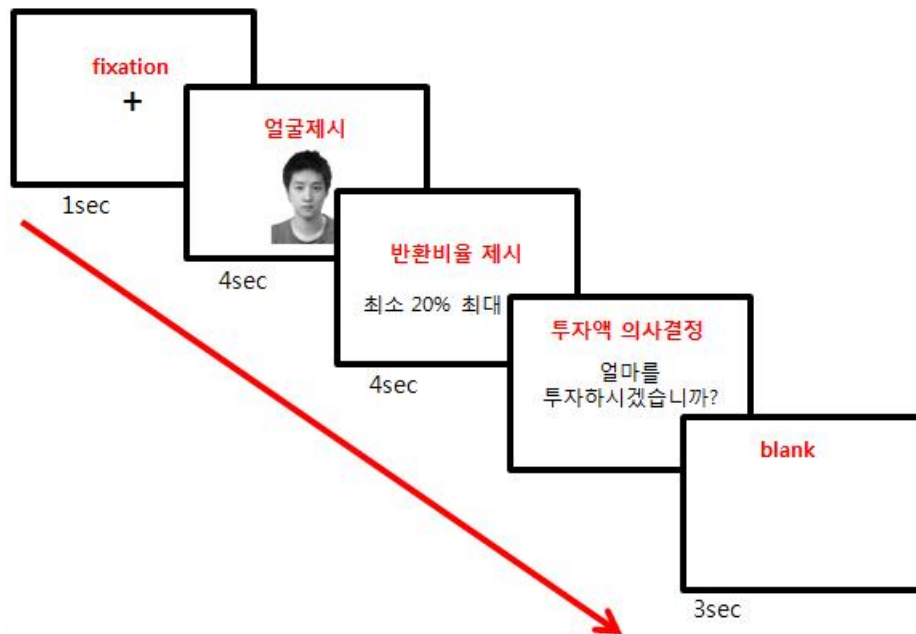 fixation
+
1sec
얼굴제시
4sec
반환비율 제시
최소 20% 최대
4sec
투자액 의사결정
얼마를
투자하시겠습니까?
blank
3sec